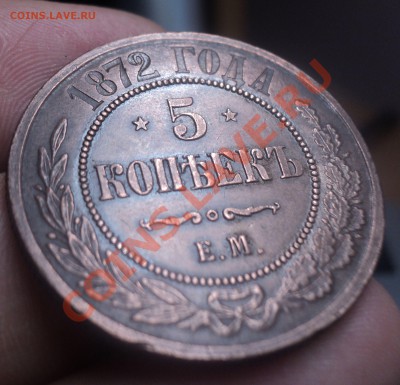 COINS.LAVE.RU
1872 ГОДА
* 5 *
КОПѢЕКЪ
Е.М.
COINS.LAVE.RU